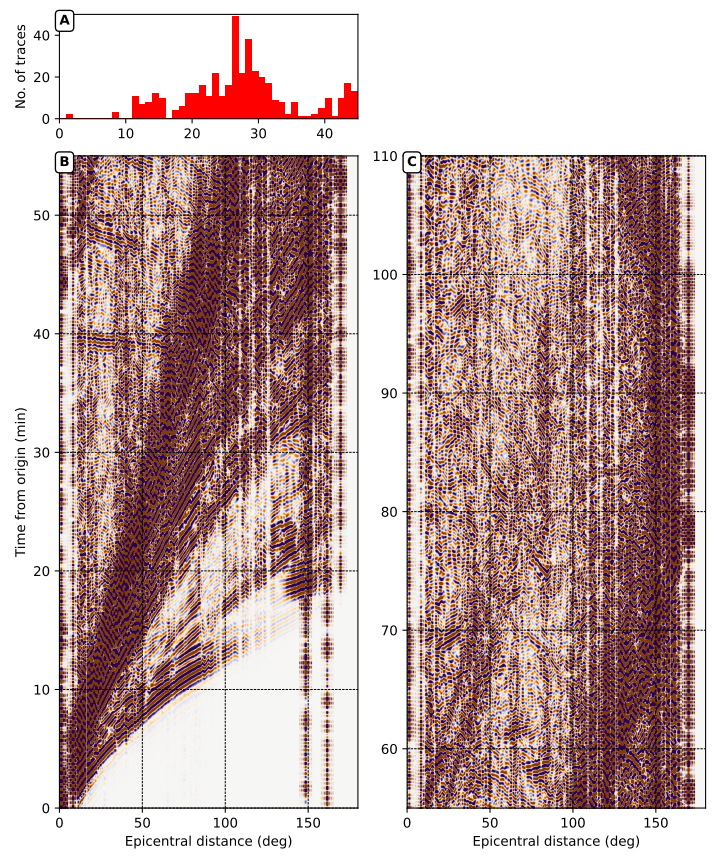 A
No. of traces
40
20
0
0 10 20 30 40
B
C
Time from origin (min)
50
40
30
20
10
0
0 50 100 150
Epicentral distance (deg)
110
100
90
80
70
60
0 50 100 150
Epicentral distance (deg)